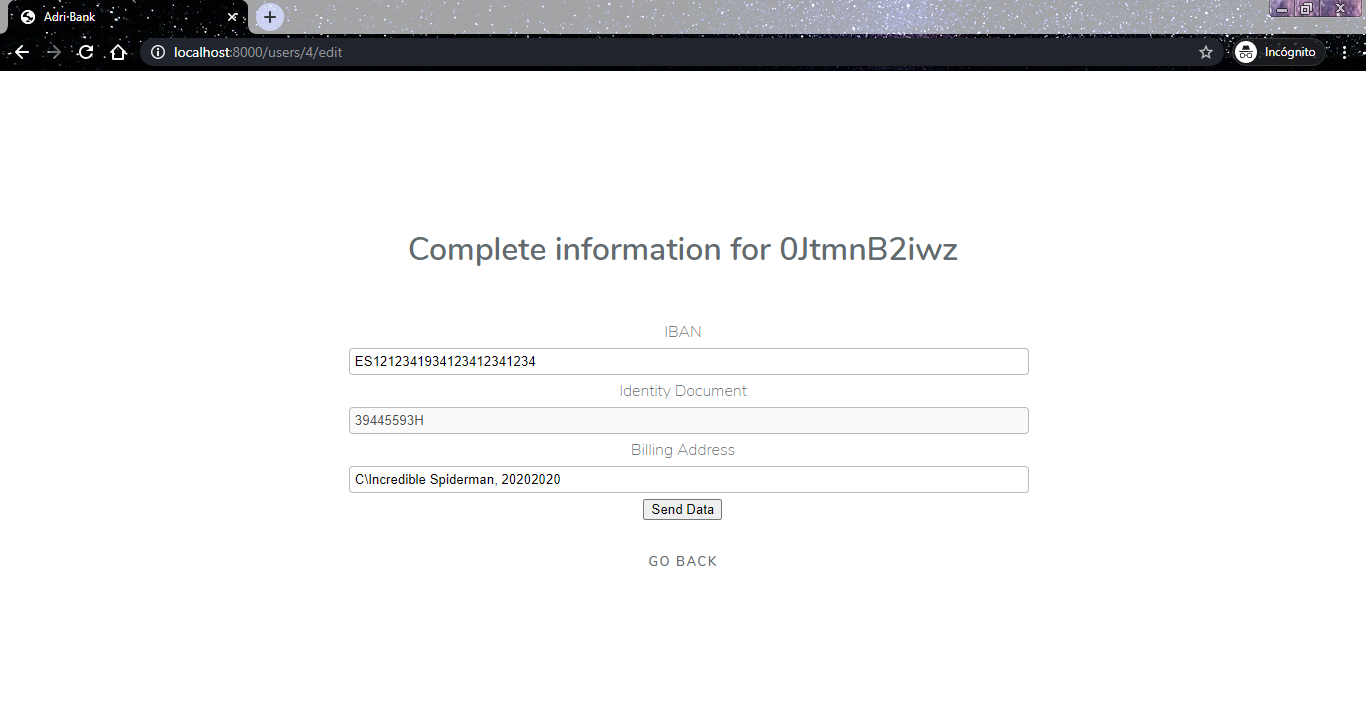 Adri-Bank
localhost:8000/users/4/edit
Incógnito
Complete information for 0JtmnB2iwz
IBAN
ES1212341934123412341234
Identity Document
39445593H
Billing Address
C\Incredible Spiderman, 20202020
Send Data
GO BACK